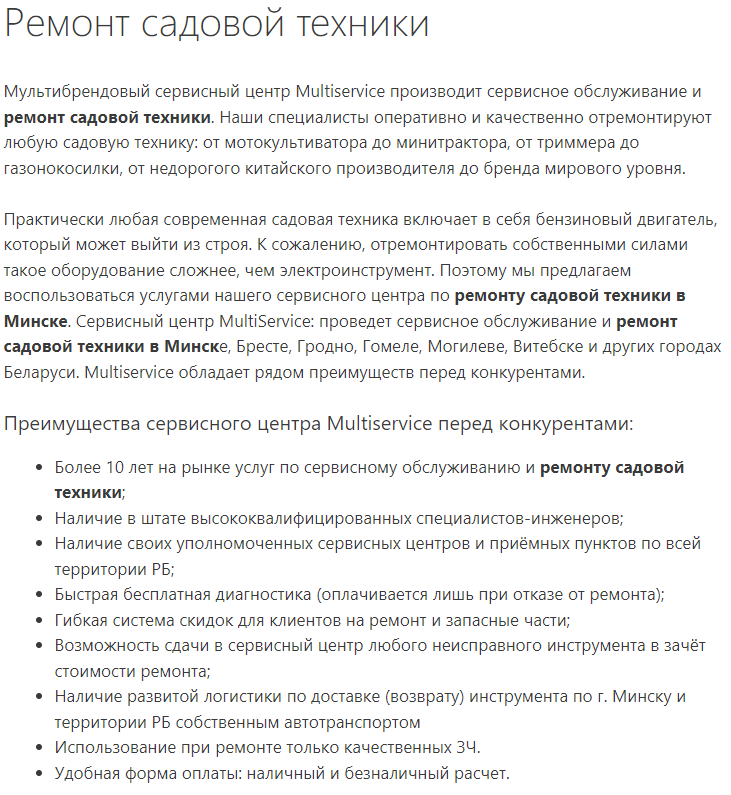 Ремонт садовой техники
Мультибрендовый сервисный центр Multiservice производит сервисное обслуживание и
ремонт садовой техники. Наши специалисты оперативно и качественно отремонтируют
любую садовую технику: от мотокультиватора до минитрактора, от триммера до
газонокосилки, от недорогого китайского производителя до бренда мирового уровня.
Практически любая современная садовая техника включает в себя бензиновый двигатель,
который может выйти из строя. К сожалению, отремонтировать собственными силами
такое оборудование сложнее, чем электроинструмент. Поэтому мы предлагаем
воспользоваться услугами нашего сервисного центра по ремонту садовой техники в
Минске. Сервисный центр MultiService: проведет сервисное обслуживание и ремонт
садовой техники в Минске, Бресте, Гродно, Гомеле, Могилеве, Витебске и других городах
Беларуси. Multiservice обладает рядом преимуществ перед конкурентами.
Преимущества сервисного центра Multiservice перед конкурентами:
• Более 10 лет на рынке услуг по сервисному обслуживанию и ремонту садовой
техники;
• Наличие в штате высококвалифицированных специалистов-инженеров;
• Наличие своих уполномоченных сервисных центров и приёмных пунктов по всей
территории РБ;
• Быстрая бесплатная диагностика (оплачивается лишь при отказе от ремонта);
• Гибкая система скидок для клиентов на ремонт и запасные части;
• Возможность сдачи в сервисный центр любого неисправного инструмента в зачёт
стоимости ремонта;
• Наличие развитой логистики по доставке (возврату) инструмента по г. Минску и
территории РБ собственным автотранспортом
• Использование при ремонте только качественных ЗЧ.
• Удобная форма оплаты: наличный и безналичный расчет.